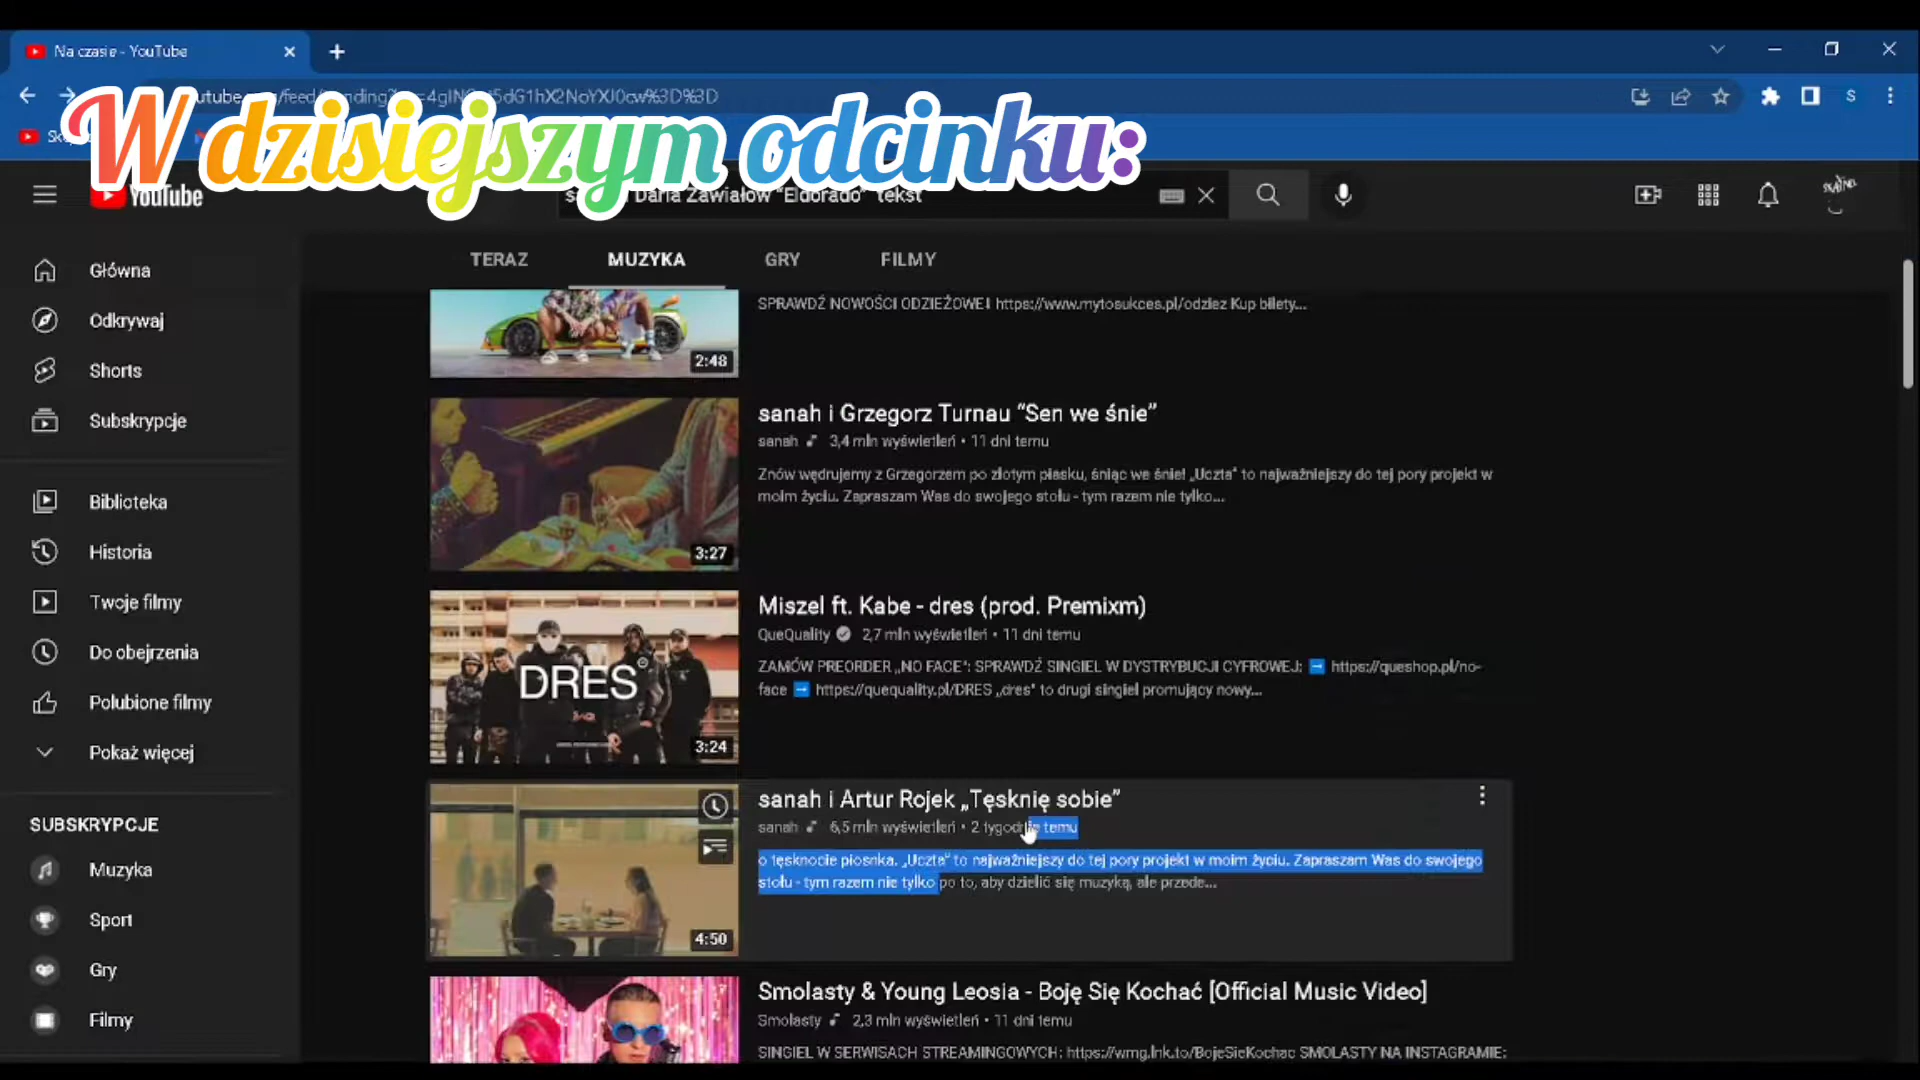 Na czasie - YouTube
W dzisiejszym odcinku:
YouTube
Daria Zawiałow "Eldorado" tekst
S
TERAZ
MUZYKA
GRY
FILMY
Główna
Odkrywaj
Shorts
Subskrypcje
Biblioteka
Historia
Twoje filmy
Do obejrzenia
Polubione filmy
Pokaż więcej
SUBSKRYPCJE
Muzyka
Sport
Gry
Filmy
SPRAWDŹ NOWOŚCI ODZIEŻOWE! https://www.mytosukces.pl/odziez Kup bilety...
2:48
sanah i Grzegorz Turnau “Sen we śnie”
sanah 3,4 mln wyświetleń • 11 dni temu
Znów wędrujemy z Grzegorzem po złotym piasku, śniąc we śnie! „Uczta” to najważniejszy do tej pory projekt w
moim życiu. Zapraszam Was do swojego stołu - tym razem nie tylko...
3:27
Miszel ft. Kabe - dres (prod. Premixm)
QueQuality 2,7 mln wyświetleń • 11 dni temu
ZAMÓW PREORDER „NO FACE": SPRAWDŹ SINGIEL W DYSTRYBUCJI CYFROWEJ: ➡ https://queshop.pl/no-
face ➡ https://quequality.pl/DRES „dres" to drugi singiel promujący nowy...
DRES
3:24
sanah i Artur Rojek „Tęsknię sobie”
sanah 6,5 mln wyświetleń • 2 tygodnie temu
o tęsknocie piosnka. „Uczta” to najważniejszy do tej pory projekt w moim życiu. Zapraszam Was do swojego
stołu - tym razem nie tylko po to, aby dzielić się muzyką, ale przede...
4:50
Smolasty & Young Leosia - Boję Się Kochać [Official Music Video]
Smolasty 2,3 mln wyświetleń • 11 dni temu
SINGIEL W SERWISACH STREAMINGOWYCH: https://wmg.lnk.to/BojeSieKochac SMOLASTY NA INSTAGRAMIE: